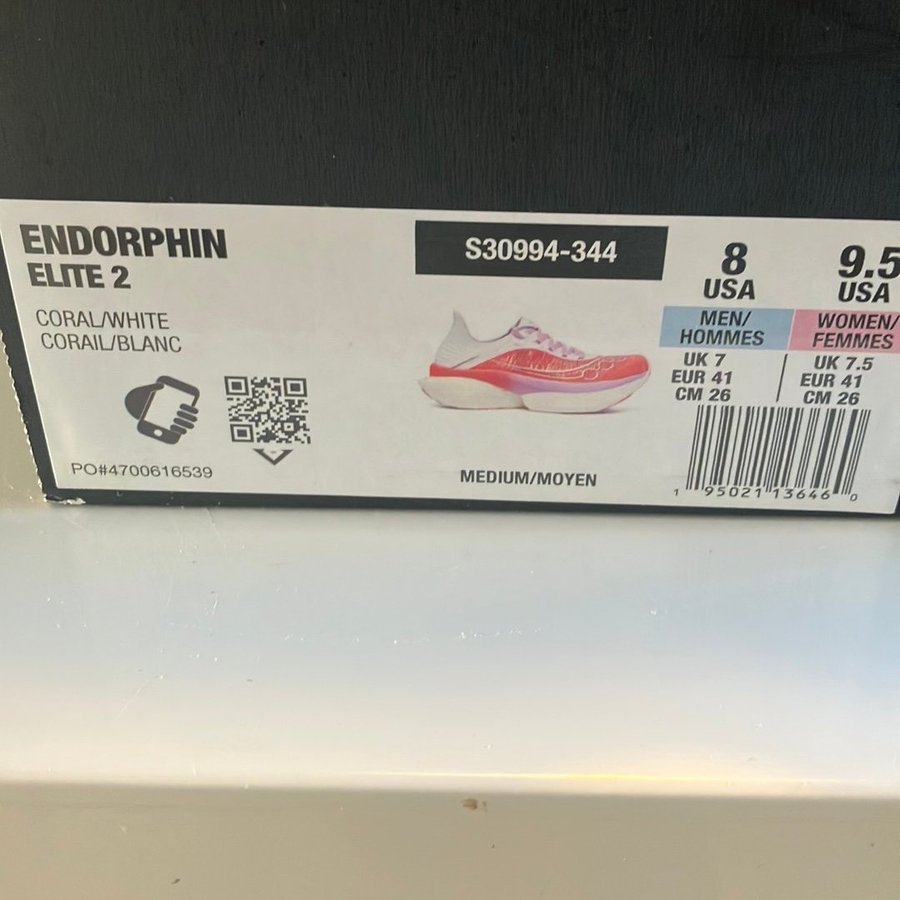 ENDORPHIN
ELITE 2
CORAL/WHITE
CORAIL/BLANC
PO#4700616539
S30994-344
MEDIUM/MOYEN
8
USA
MEN/
HOMMES
UK 7
EUR 41
CM 26
9.5
USA
WOMEN/
FEMMES
UK 7.5
EUR 41
CM 26
1 95021 13646 0